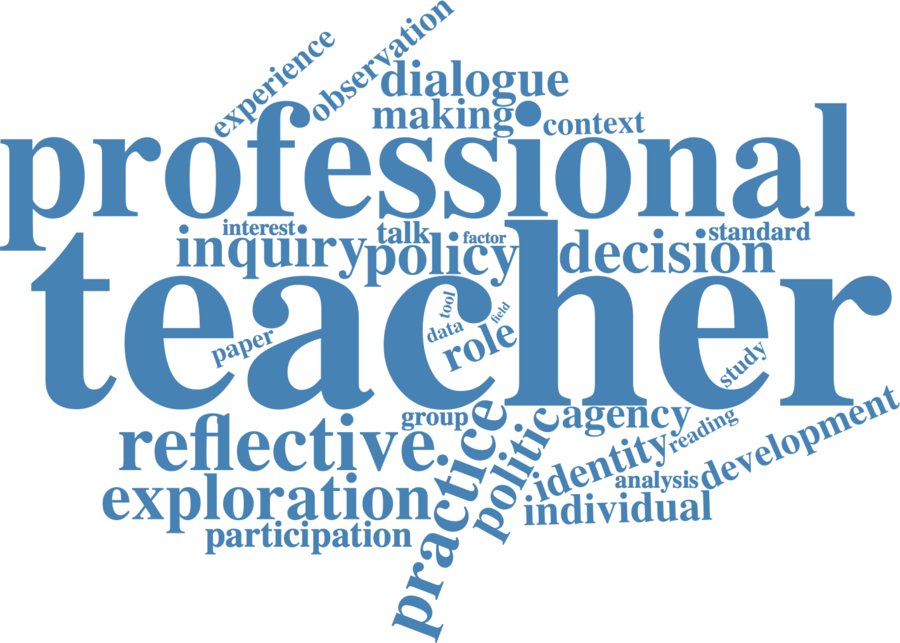 experience
observation
dialogue
making
context
professional
interest
talk
factor
standard
inquiry
policy
decision
teacher
tool
field
data
role
paper
study
group
agency
reflective
practice
politic
identity
reading
development
analysis
exploration
individual
participation